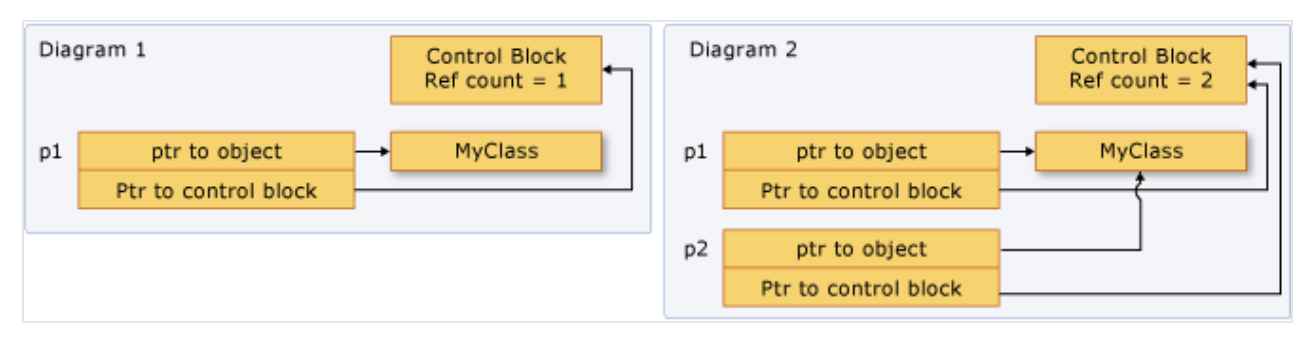 Diagram 1
Control Block
Ref count = 1
p1
ptr to object
MyClass
Ptr to control block
Diagram 2
Control Block
Ref count = 2
p1
ptr to object
MyClass
Ptr to control block
p2
ptr to object
Ptr to control block